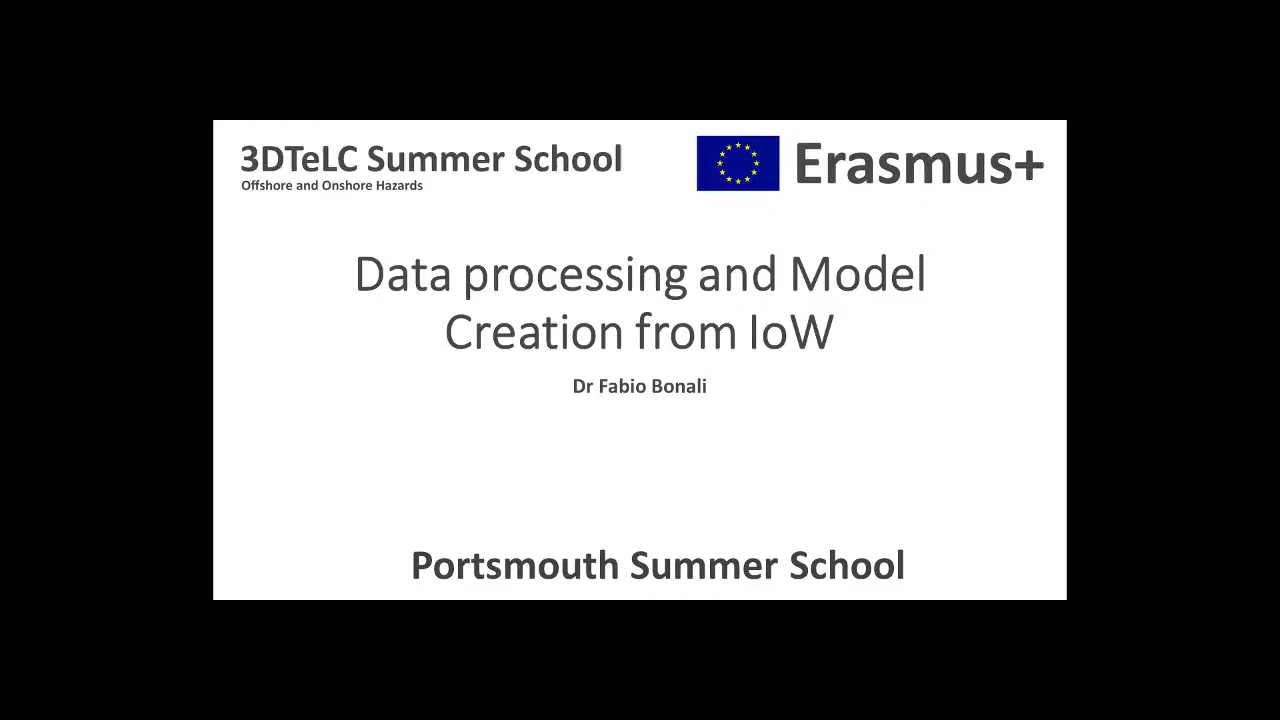 3DTeLC Summer School
Offshore and Onshore Hazards
Erasmus+
Data processing and Model
Creation from IoW
Dr Fabio Bonali
Portsmouth Summer School